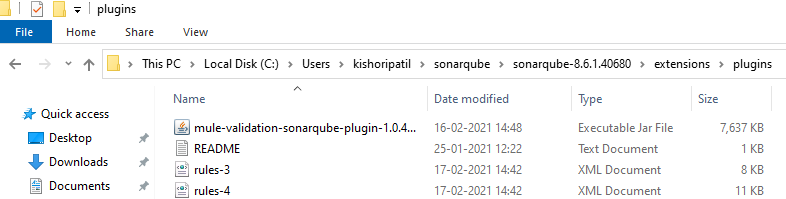 plugins
File Home Share View
This PC > Local Disk (C:) > Users > kishoripatil > sonarqube > sonarqube-8.6.1.40680 > extensions > plugins
Quick access
Desktop
Downloads
Documents
Name Date modified Type Size
mule-validation-sonarqube-plugin-1.0.4... 16-02-2021 14:48 Executable Jar File 7,637 KB
README 25-01-2021 12:22 Text Document 1 KB
rules-3 17-02-2021 14:42 XML Document 8 KB
rules-4 17-02-2021 14:42 XML Document 11 KB